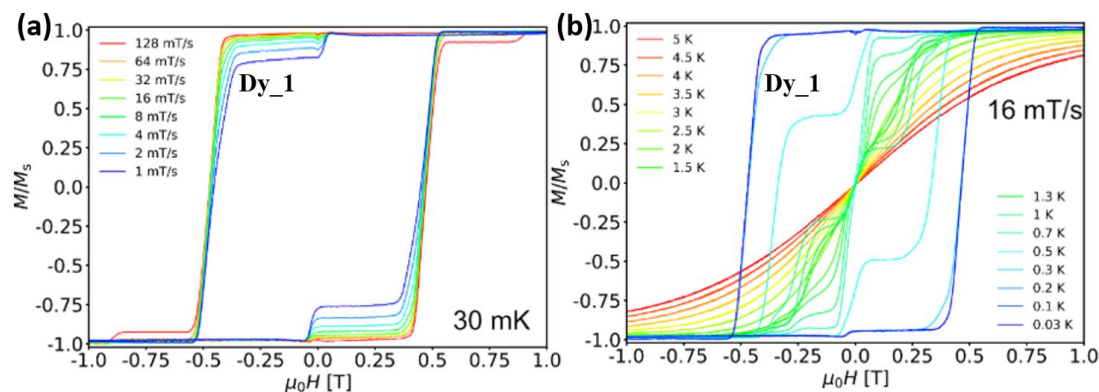 (a)
1.0
0.75
0.5
0.25
0.0
-0.25
-0.5
-0.75
-1.0
M/Ms
128 mT/s
64 mT/s
32 mT/s
16 mT/s
8 mT/s
4 mT/s
2 mT/s
1 mT/s
Dy_1
30 mK
-1.0 -0.75 -0.5 -0.25 0.0 0.25 0.5 0.75 1.0
μ0H [T]
(b)
1.0
0.75
0.5
0.25
0.0
-0.25
-0.5
-0.75
-1.0
M/Ms
5 K
4.5 K
4 K
3.5 K
3 K
2.5 K
2 K
1.5 K
Dy_1
16 mT/s
1.3 K
1 K
0.7 K
0.5 K
0.3 K
0.2 K
0.1 K
0.03 K
-1.0 -0.75 -0.5 -0.25 0.0 0.25 0.5 0.75 1.0
μ0H [T]